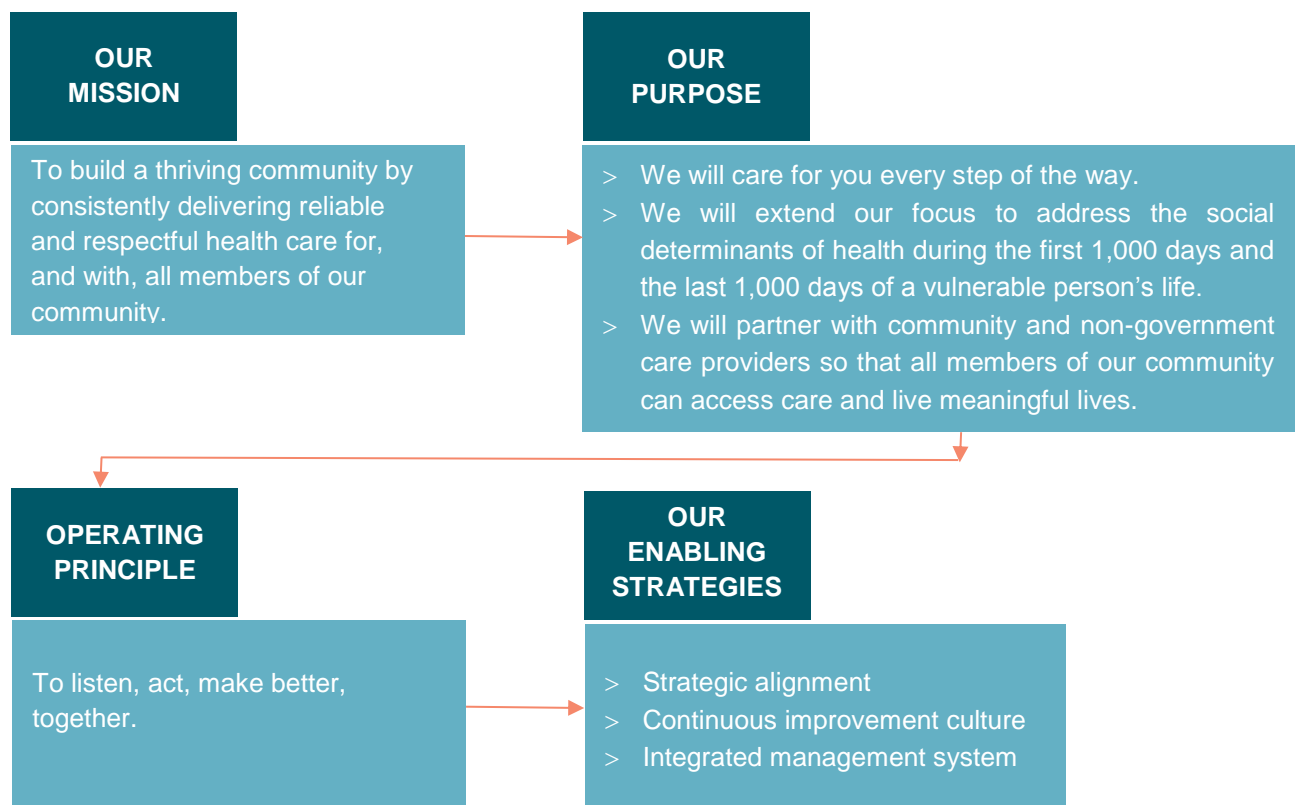 OUR
MISSION
To build a thriving community by
consistently delivering reliable
and respectful health care for,
and with, all members of our
community.
OUR
PURPOSE
> We will care for you every step of the way.
> We will extend our focus to address the social
determinants of health during the first 1,000 days and
the last 1,000 days of a vulnerable person's life.
> We will partner with community and non-government
care providers so that all members of our community
can access care and live meaningful lives.
OPERATING
PRINCIPLE
To listen, act, make better,
together.
OUR
ENABLING
STRATEGIES
> Strategic alignment
> Continuous improvement culture
> Integrated management system